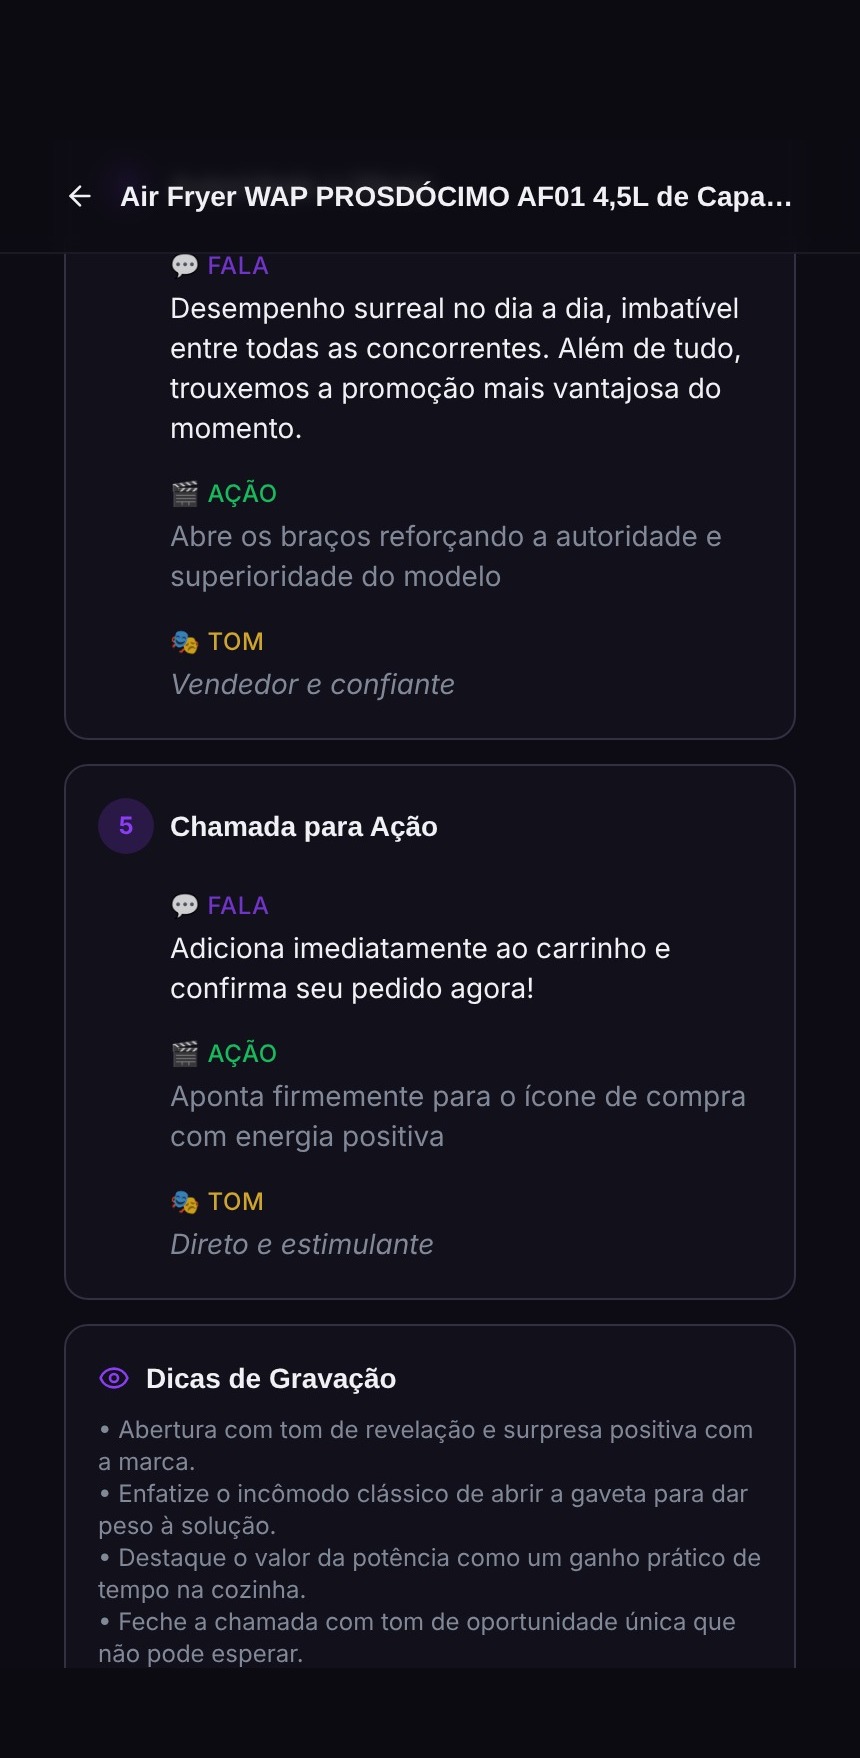 Air Fryer WAP PROSDÓCIMO AF01 4,5L de Capa...
💬 FALA
Desempenho surreal no dia a dia, imbatível
entre todas as concorrentes. Além de tudo,
trouxemos a promoção mais vantajosa do
momento.
🎬 AÇÃO
Abre os braços reforçando a autoridade e
superioridade do modelo
🎭 TOM
Vendedor e confiante
5 Chamada para Ação
💬 FALA
Adiciona imediatamente ao carrinho e
confirma seu pedido agora!
🎬 AÇÃO
Aponta firmemente para o ícone de compra
com energia positiva
🎭 TOM
Direto e estimulante
Dicas de Gravação
• Abertura com tom de revelação e surpresa positiva com
a marca.
• Enfatize o incômodo clássico de abrir a gaveta para dar
peso à solução.
• Destaque o valor da potência como um ganho prático de
tempo na cozinha.
• Feche a chamada com tom de oportunidade única que
não pode esperar.